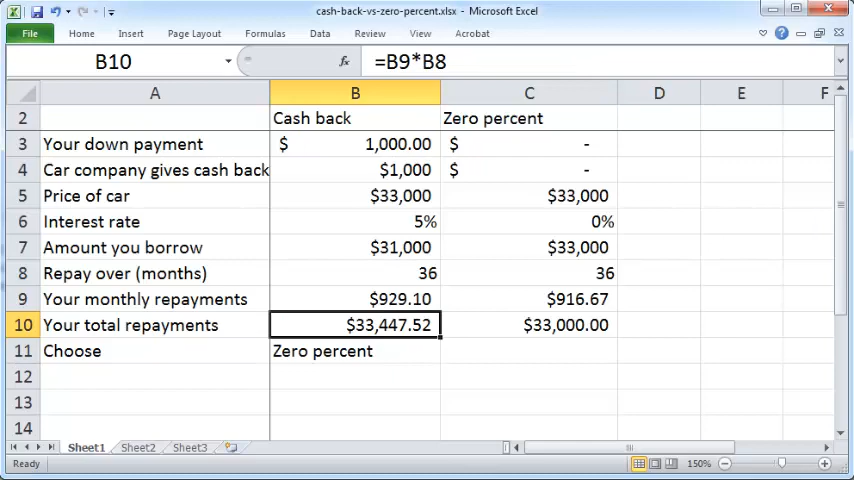 cash-back-vs-zero-percent.xlsx - Microsoft Excel
File Home Insert Page Layout Formulas Data Review View Acrobat
B10 fx =B9*B8
A B C D E F
2 Cash back Zero percent
3 Your down payment $ 1,000.00 $ -
4 Car company gives cash back $1,000 $ -
5 Price of car $33,000 $33,000
6 Interest rate 5% 0%
7 Amount you borrow $31,000 $33,000
8 Repay over (months) 36 36
9 Your monthly repayments $929.10 $916.67
10 Your total repayments $33,447.52 $33,000.00
11 Choose Zero percent
12
13
14
Sheet1 Sheet2 Sheet3
Ready 150%